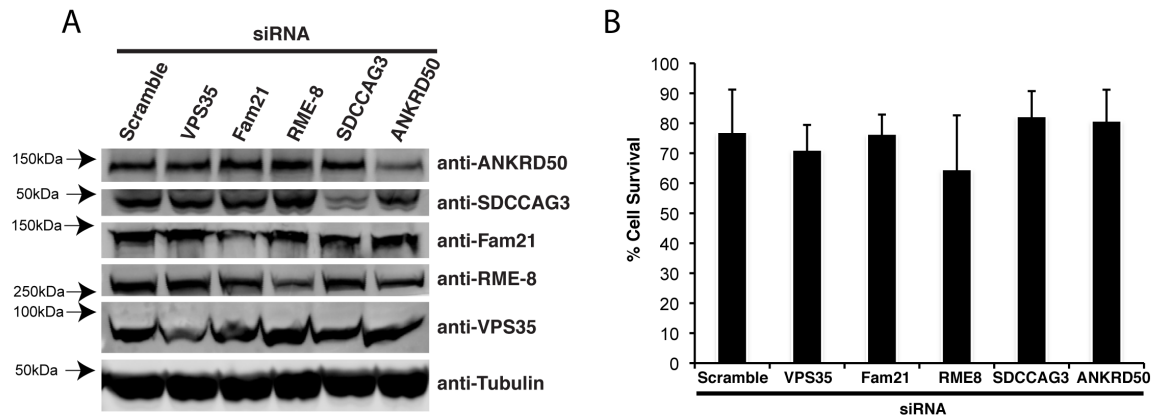 A
siRNA
Scramble
VPS35
Fam21
RME-8
SDCCAG3
ANKRD50
150kDa
anti-ANKRD50
50kDa
anti-SDCCAG3
150kDa
anti-Fam21
anti-RME-8
250kDa
100kDa
anti-VPS35
50kDa
anti-Tubulin
B
% Cell Survival
100
90
80
70
60
50
40
30
20
10
0
Scramble VPS35 Fam21 RME8 SDCCAG3 ANKRD50
siRNA